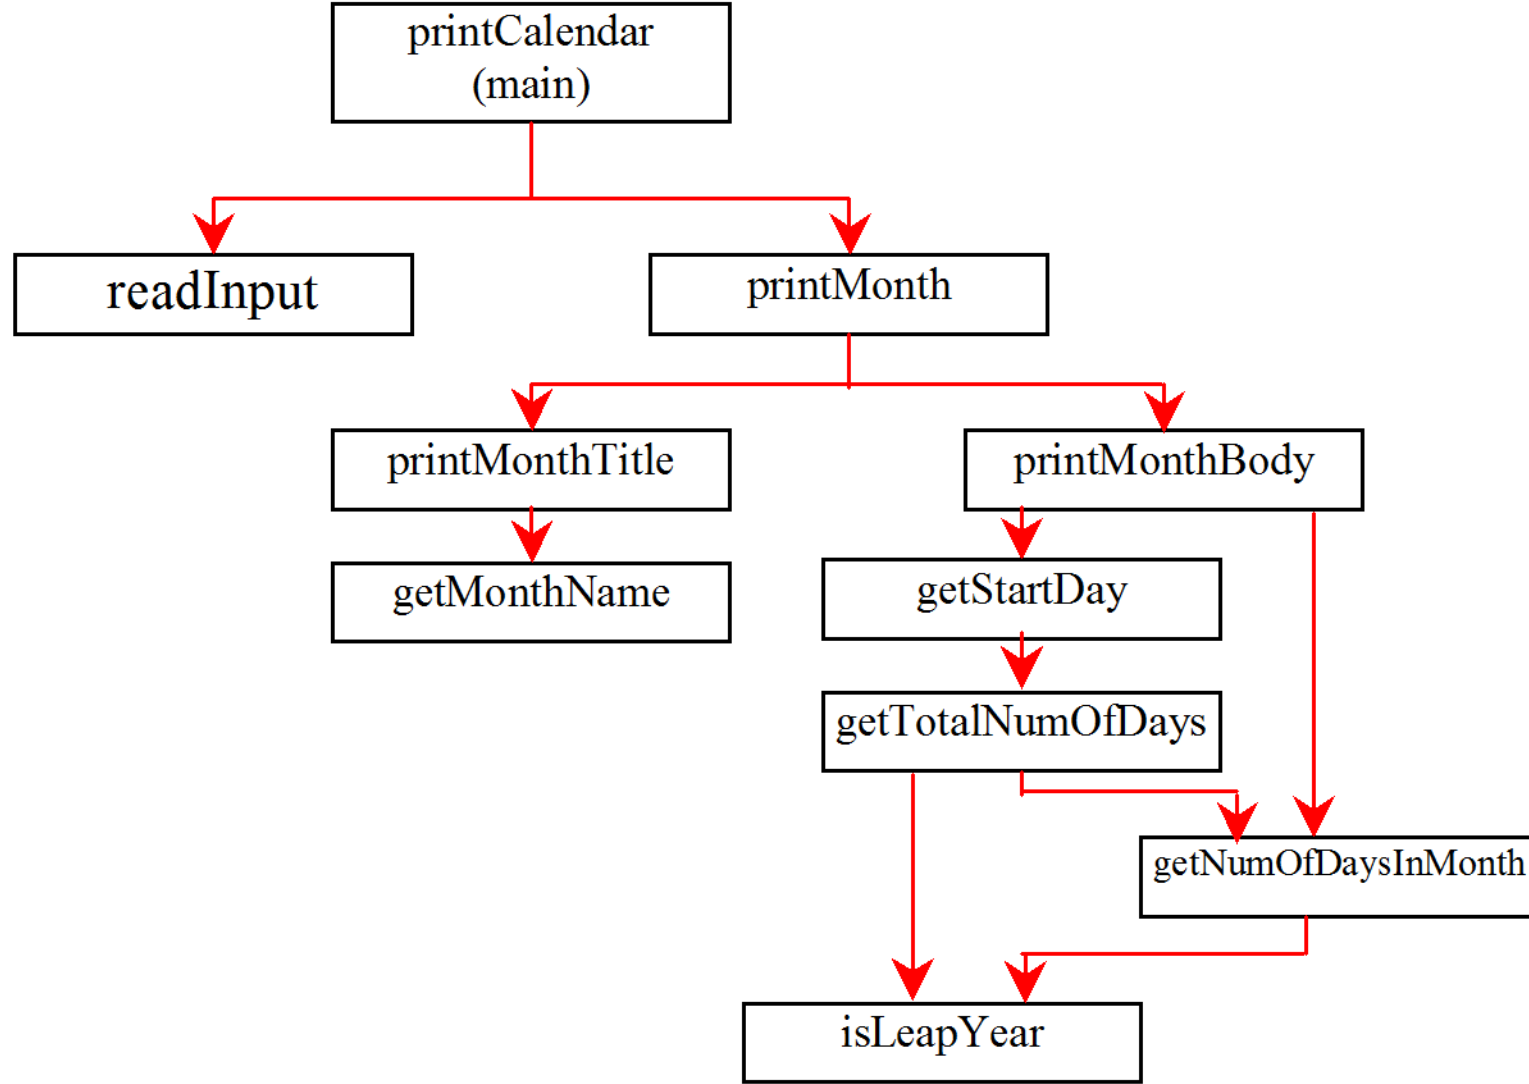 printCalendar
(main)
readInput
printMonth
printMonthTitle
printMonthBody
getMonthName
getStartDay
getTotalNumOfDays
getNumOfDaysInMonth
isLeapYear